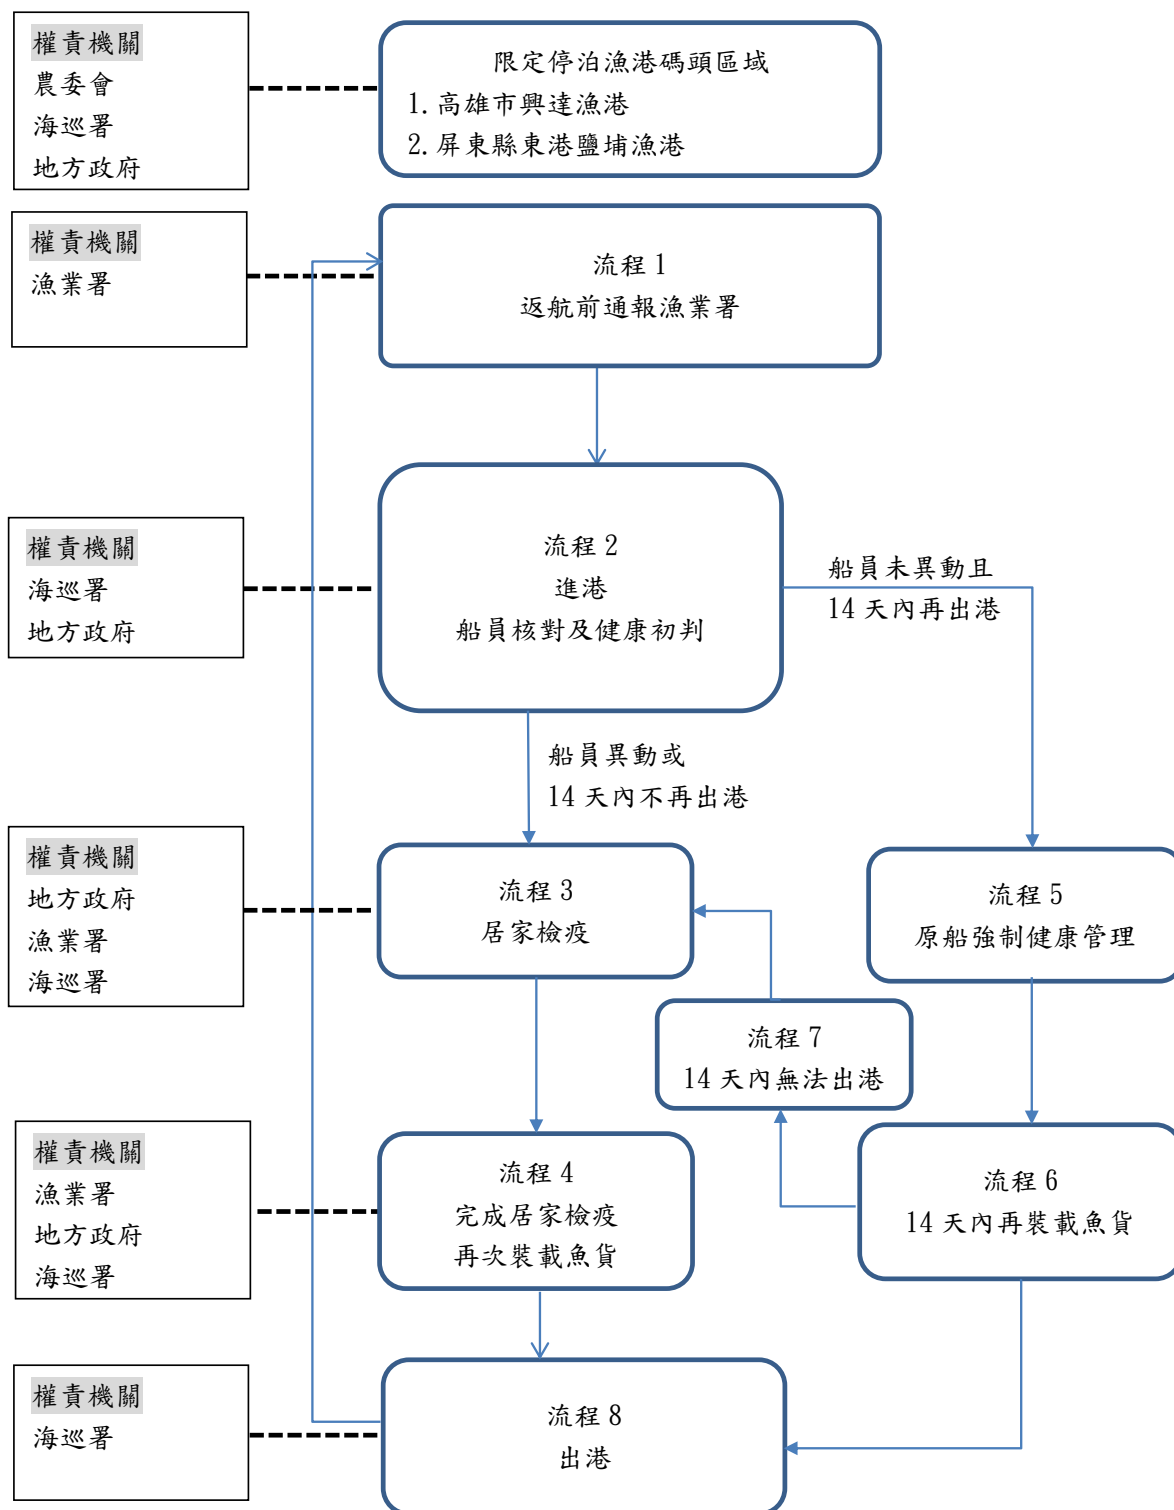 權責機關
農委會
海巡署
地方政府
限定停泊漁港碼頭區域
1.高雄市興達漁港
2.屏東縣東港鹽埔漁港
權責機關
漁業署
流程 1
返航前通報漁業署
權責機關
海巡署
地方政府
流程 2
進港
船員核對及健康初判
船員未異動且
14 天內再出港
船員異動或
14 天內不再出港
權責機關
地方政府
漁業署
海巡署
流程 3
居家檢疫
流程 5
原船強制健康管理
流程 7
14 天內無法出港
權責機關
漁業署
地方政府
海巡署
流程 4
完成居家檢疫
再次裝載魚貨
流程 6
14 天內再裝載魚貨
權責機關
海巡署
流程 8
出港